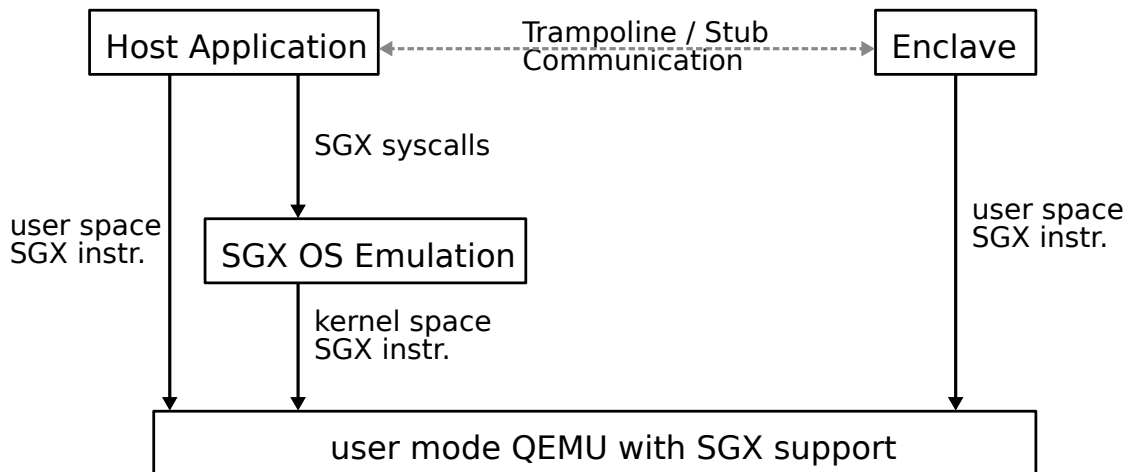 Host Application
Trampoline / Stub
Communication
Enclave
SGX syscalls
user space
SGX instr.
user space
SGX instr.
SGX OS Emulation
kernel space
SGX instr.
user mode QEMU with SGX support